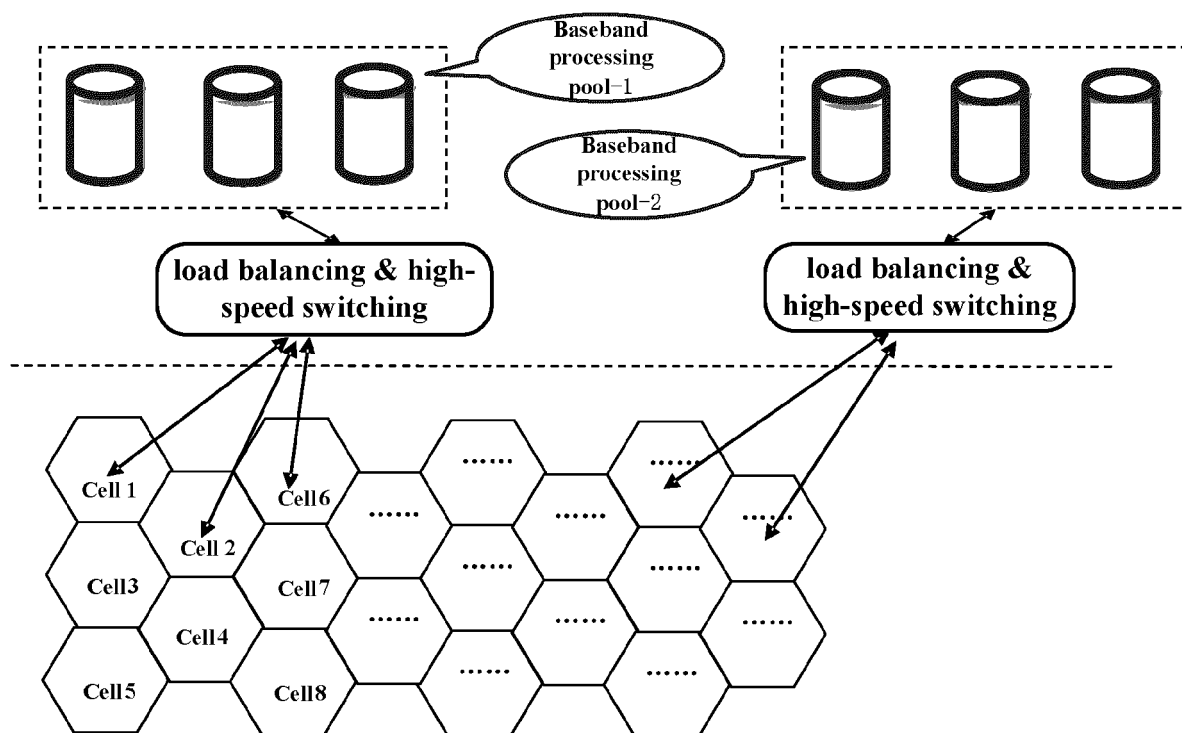 Baseband
processing
pool-1
Baseband
processing
pool-2
load balancing & high-
speed switching
load balancing &
high-speed switching
Cell 1
Cell 2
Cell3
Cell4
Cell5
Cell6
Cell7
Cell8
......
......
......
......
......
......
......
......
......
......
......
......
......